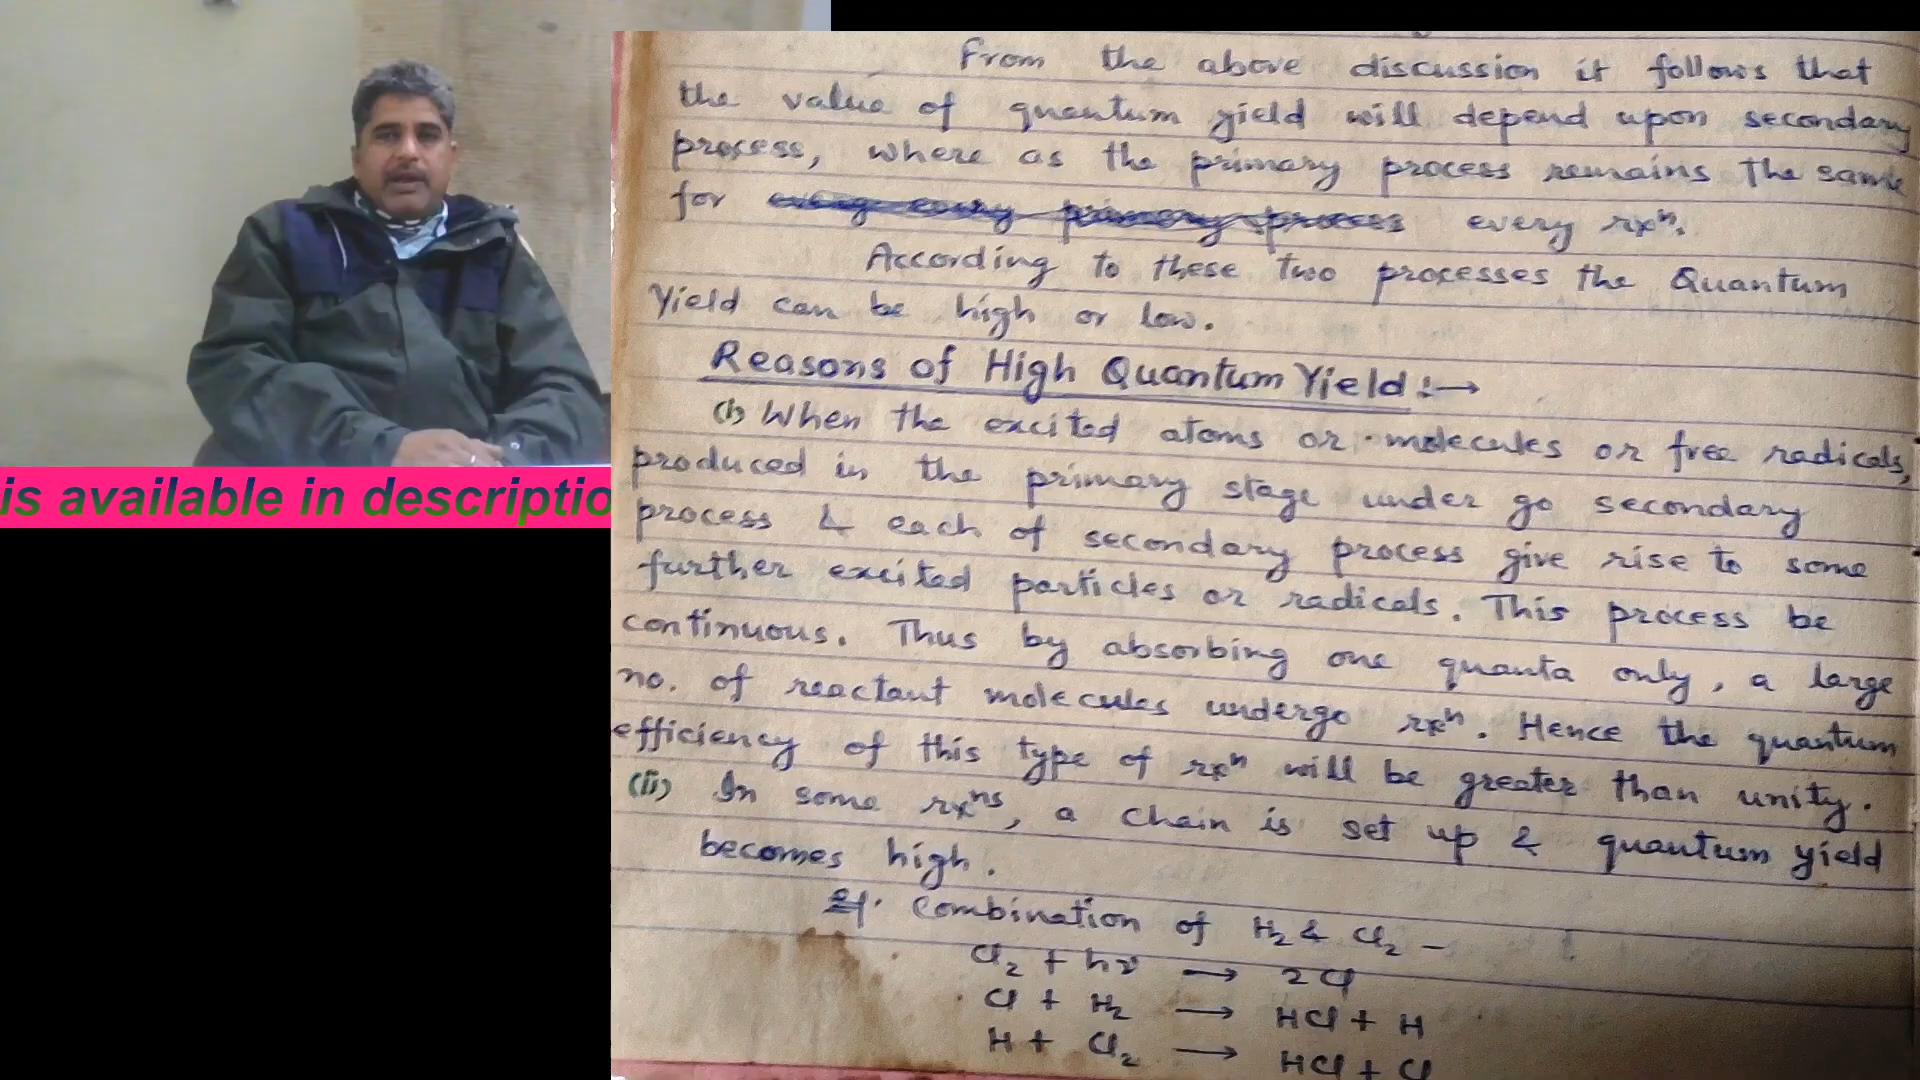 is available in descriptio
From the above discussion it follows that
the value of quantum yield will depend upon secondary
process, where as the primary process remains the same
for every rxⁿ.
According to these two processes the Quantum
Yield can be high or low.
Reasons of High Quantum Yield :→
(i) When the excited atoms or molecules or free radicals,
produced in the primary stage under go secondary
process & each of secondary process give rise to some
further excited particles or radicals. This process be
continuous. Thus by absorbing one quanta only, a large
no. of reactant molecules undergo rxⁿ. Hence the quantum
efficiency of this type of rxⁿ will be greater than unity.
(ii) In some rxⁿˢ, a chain is set up & quantum yield
becomes high.
Combination of H₂ & Cl₂ –
Cl₂ + hν → 2Cl
Cl + H₂ → HCl + H
H + Cl₂ → HCl + Cl